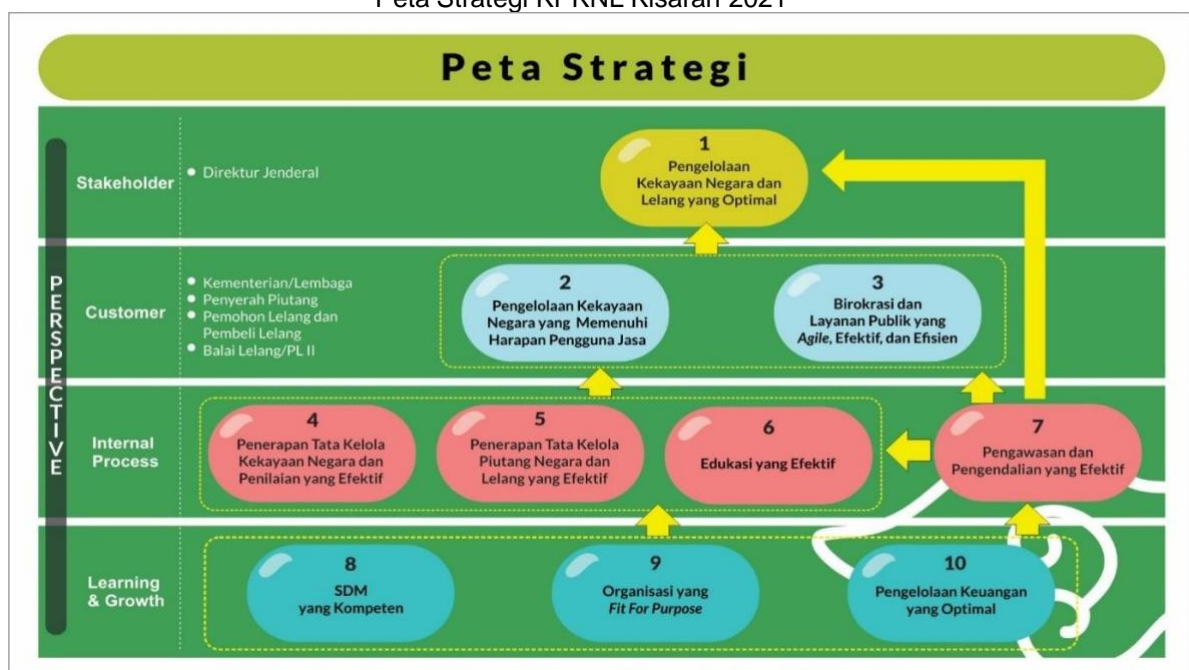 Peta Strategi KPKNL Kisaran 2021
Peta Strategi
PERSPECTIVE
Stakeholder
• Direktur Jenderal
1
Pengelolaan
Kekayaan Negara dan
Lelang yang Optimal
Customer
• Kementerian/Lembaga
• Penyerah Piutang
• Pemohon Lelang dan
Pembeli Lelang
• Balai Lelang/PL II
2
Pengelolaan Kekayaan
Negara yang Memenuhi
Harapan Pengguna Jasa
3
Birokrasi dan
Layanan Publik yang
Agile, Efektif, dan Efisien
Internal
Process
4
Penerapan Tata Kelola
Kekayaan Negara dan
Penilaian yang Efektif
5
Penerapan Tata Kelola
Piutang Negara dan
Lelang yang Efektif
6
Edukasi yang Efektif
7
Pengawasan dan
Pengendalian yang Efektif
Learning
& Growth
8
SDM
yang Kompeten
9
Organisasi yang
Fit For Purpose
10
Pengelolaan Keuangan
yang Optimal